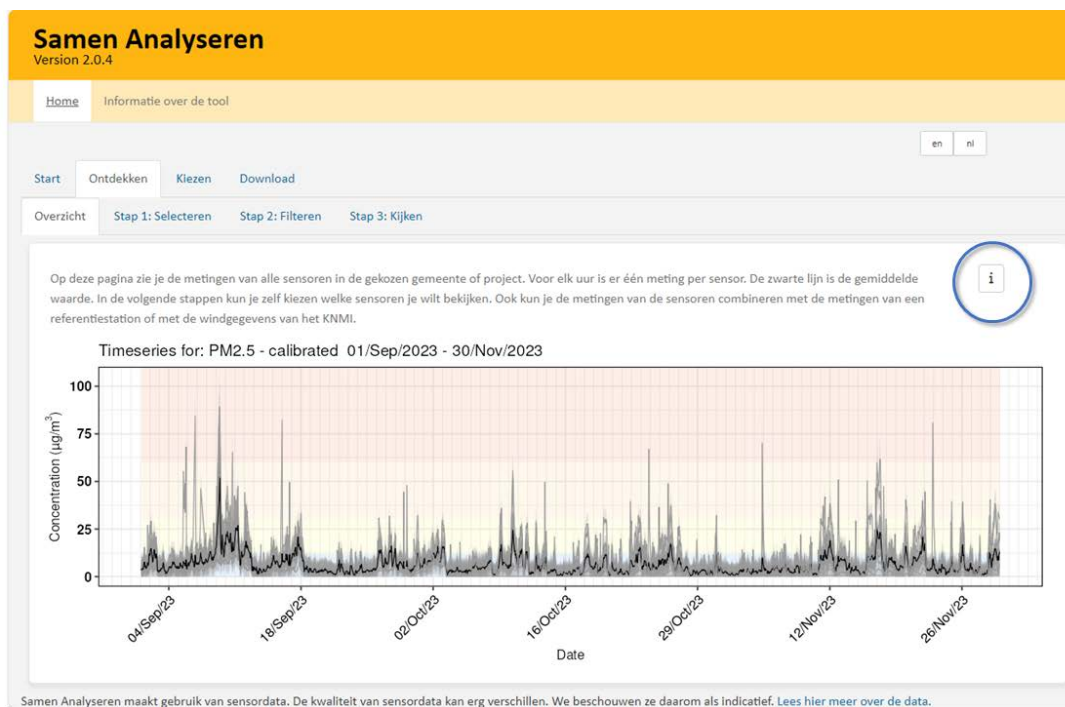 Samen Analyseren
Version 2.0.4
Home Informatie over de tool
en nl
Start Ontdekken Kiezen Download
Overzicht Stap 1: Selecteren Stap 2: Filteren Stap 3: Kijken
Op deze pagina zie je de metingen van alle sensoren in de gekozen gemeente of project. Voor elk uur is er één meting per sensor. De zwarte lijn is de gemiddelde
i
waarde. In de volgende stappen kun je zelf kiezen welke sensoren je wilt bekijken. Ook kun je de metingen van de sensoren combineren met de metingen van een
referentiestation of met de windgegevens van het KNMI.
Timeseries for: PM2.5 - calibrated 01/Sep/2023 - 30/Nov/2023
Concentration (µg/m³)
100
75
50
25
0
04/Sep/23 18/Sep/23 02/Oct/23 16/Oct/23 29/Oct/23 12/Nov/23 26/Nov/23
Date
Samen Analyseren maakt gebruik van sensordata. De kwaliteit van sensordata kan erg verschillen. We beschouwen ze daarom als indicatief. Lees hier meer over de data.